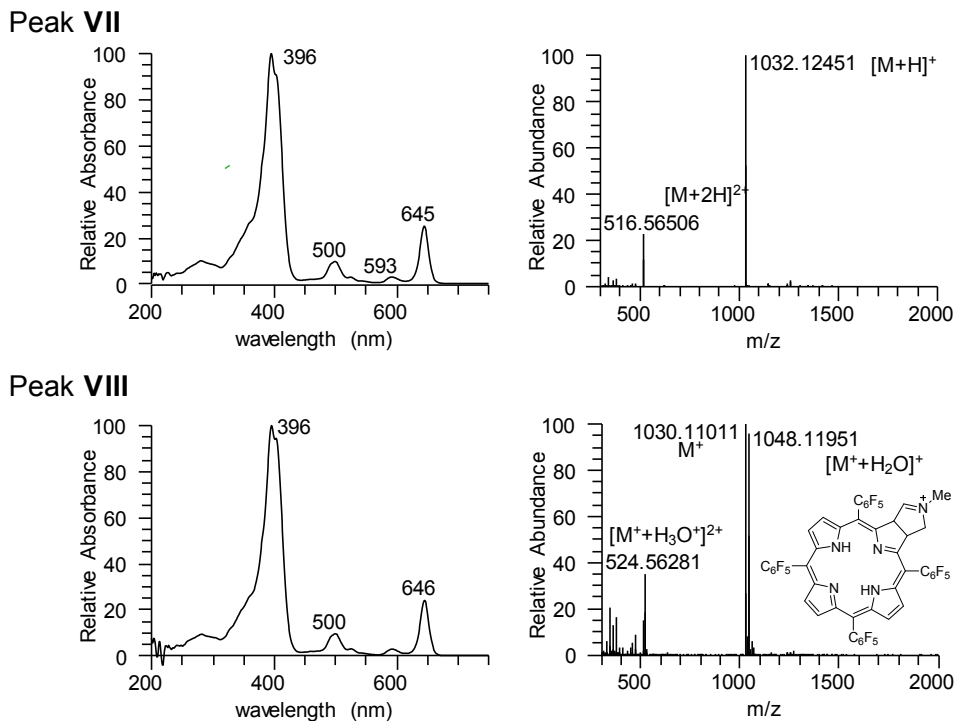 Peak VII
100
80
60
40
20
0
Relative Absorbance
396
500
593
645
200
400
600
wavelength (nm)
100
80
60
40
20
0
Relative Abundance
1032.12451 [M+H]⁺
[M+2H]²⁺
516.56506
500
1000
1500
2000
m/z
Peak VIII
100
80
60
40
20
0
Relative Absorbance
396
500
646
200
400
600
wavelength (nm)
100
80
60
40
20
0
Relative Abundance
1030.11011
M⁺
1048.11951
[M⁺+H₂O]⁺
[M⁺+H₃O⁺]²⁺
524.56281
C₆F₅
N⁺
Me
NH
N
C₆F₅
C₆F₅
N
HN
C₆F₅
500
1000
1500
2000
m/z